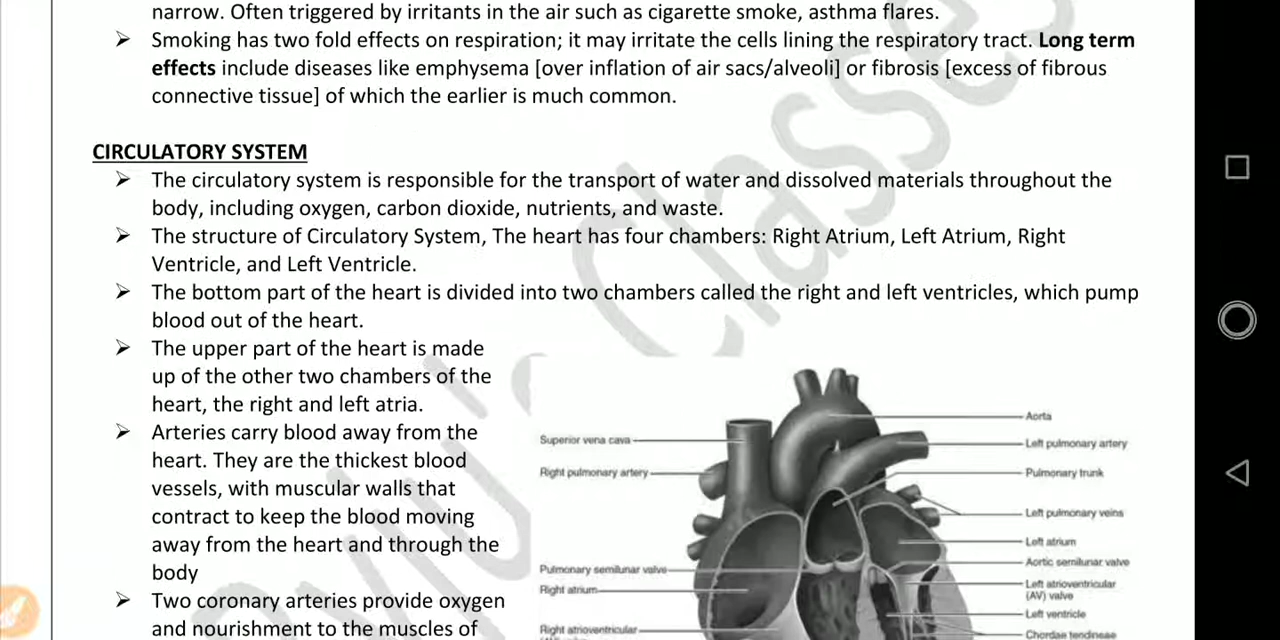 narrow. Often triggered by irritants in the air such as cigarette smoke, asthma flares.
➢ Smoking has two fold effects on respiration; it may irritate the cells lining the respiratory tract. Long term
effects include diseases like emphysema [over inflation of air sacs/alveoli] or fibrosis [excess of fibrous
connective tissue] of which the earlier is much common.
CIRCULATORY SYSTEM
➢ The circulatory system is responsible for the transport of water and dissolved materials throughout the
body, including oxygen, carbon dioxide, nutrients, and waste.
➢ The structure of Circulatory System, The heart has four chambers: Right Atrium, Left Atrium, Right
Ventricle, and Left Ventricle.
➢ The bottom part of the heart is divided into two chambers called the right and left ventricles, which pump
blood out of the heart.
➢ The upper part of the heart is made
up of the other two chambers of the
heart, the right and left atria.
➢ Arteries carry blood away from the
heart. They are the thickest blood
vessels, with muscular walls that
contract to keep the blood moving
away from the heart and through the
body
➢ Two coronary arteries provide oxygen
and nourishment to the muscles of
Superior vena cava
Right pulmonary artery
Pulmonary semilunar valve
Right atrium
Right atrioventricular
Aorta
Left pulmonary artery
Pulmonary trunk
Left pulmonary veins
Left atrium
Aortic semilunar valve
Left atrioventricular
(AV) valve
Left ventricle
Chordae tendineae
Classes